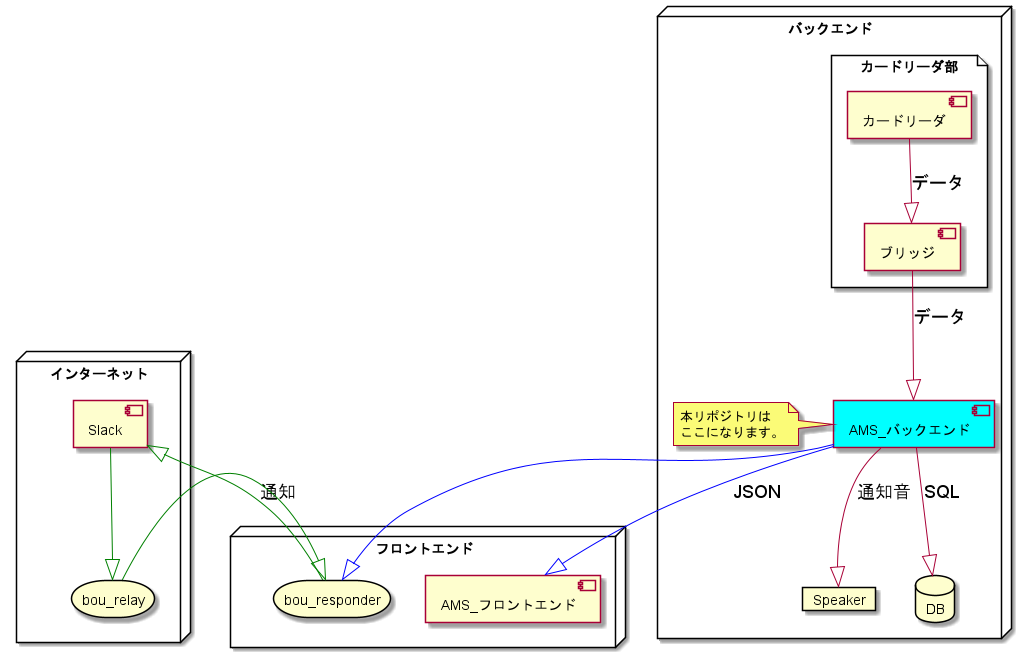 バックエンド
カードリーダ部
カードリーダ
データ
ブリッジ
データ
インターネット
Slack
本リポジトリは
ここになります。
AMS_バックエンド
通知
JSON
通知音
SQL
フロントエンド
bou_relay
bou_responder
AMS_フロントエンド
Speaker
DB